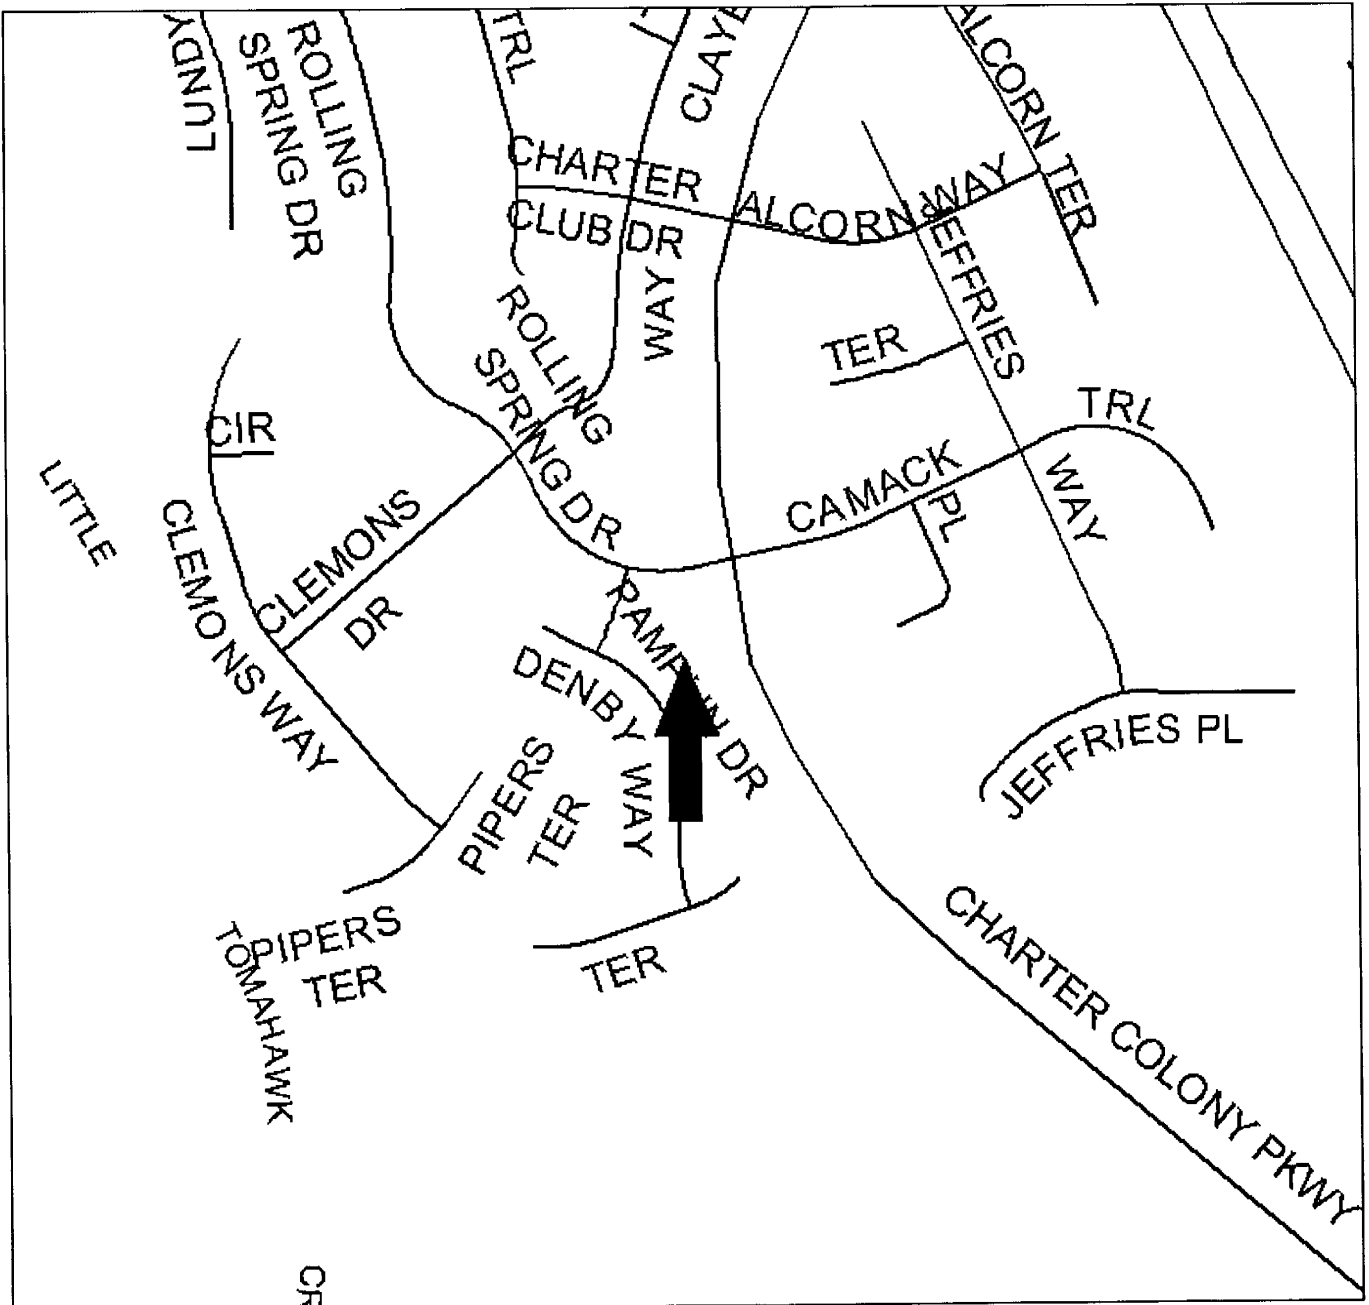 LUNDY
ROLLING
SPRING DR
TRL
CLAYB
ALCORN TER
CHARTER
CLUB DR
ALCORN WAY
WAY
JEFFRIES
WAY
TER
ROLLING
SPRING DR
CIR
LITTLE
CLEMONS WAY
CLEMONS
DR
CAMACK
TRL
PL
DENBY WAY
DR
PIPERS
TER
JEFFRIES PL
PIPERS
TER
TOMAHAWK
TER
CHARTER COLONY PKWY
CR